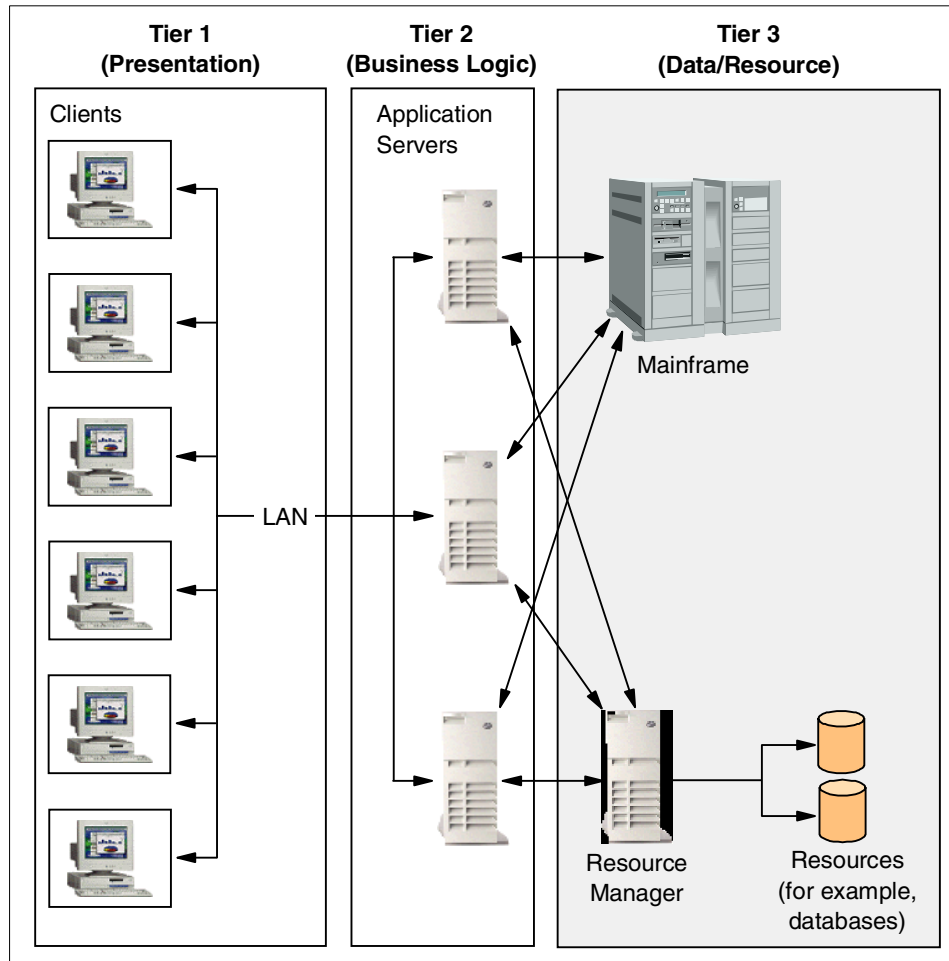 Tier 1
(Presentation)
Tier 2
(Business Logic)
Tier 3
(Data/Resource)
Clients
Application
Servers
Mainframe
LAN
Resource
Manager
Resources
(for example,
databases)